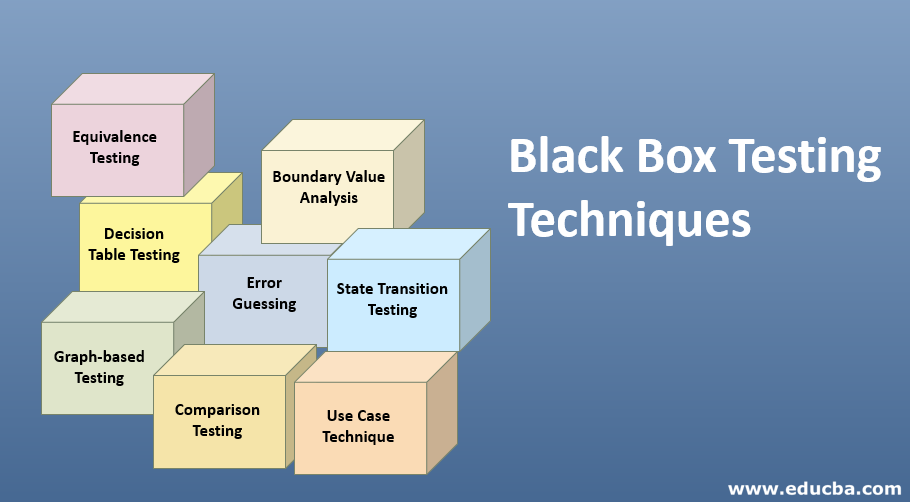 Equivalence
Testing
Boundary Value
Analysis
Decision
Table Testing
Error
Guessing
State Transition
Testing
Graph-based
Testing
Comparison
Testing
Use Case
Technique
Black Box Testing
Techniques
www.educba.com